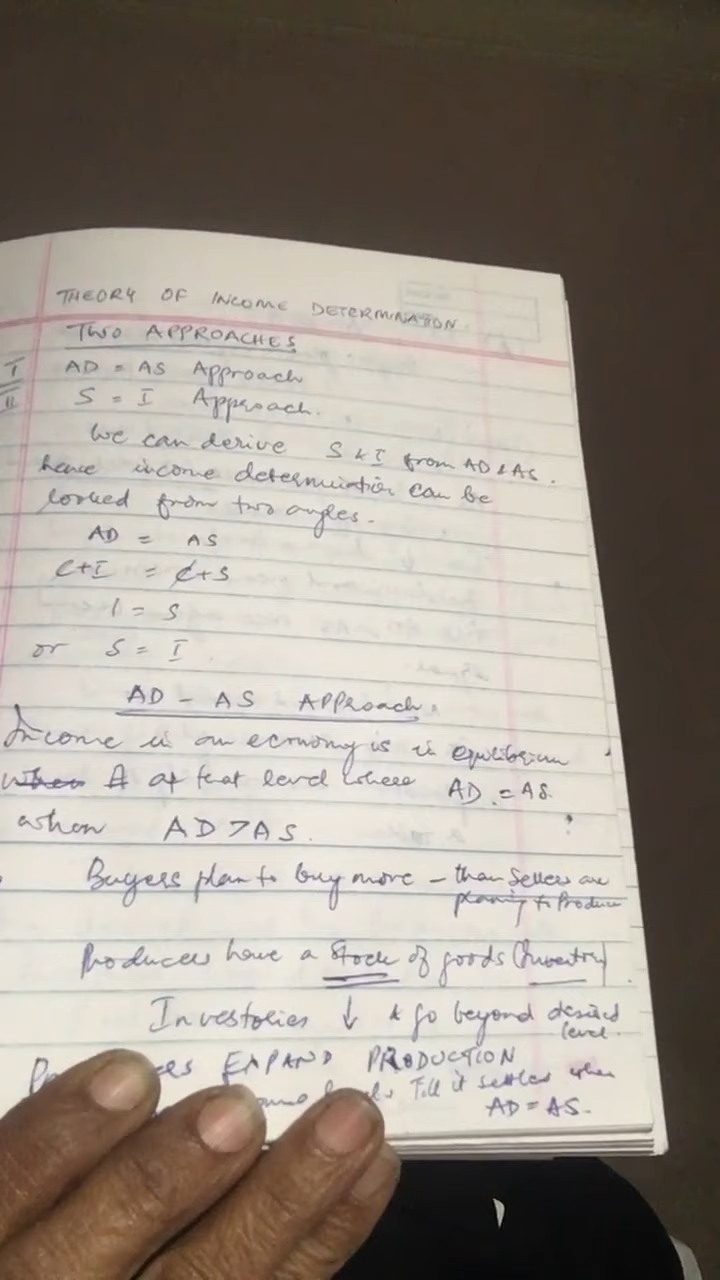 THEORY OF INCOME DETERMINATION
TWO APPROACHES
I AD = AS Approach
II S = I Approach.
We can derive S & I from AD & AS.
hence income determination can be
looked from two angles.
AD = AS
C+I = C+S
I = S
or S = I.
AD - AS APProach
Income in an economy is in equilibrium
when A at that level where AD = AS.
when AD > AS.
Buyers plan to buy more - than Sellers are
planing to Produce
Producers have a Stock of goods (Inventory)
Inventories ↓ & go beyond desired
level.
EXPAND PRODUCTION
Till it settles when
AD = AS.